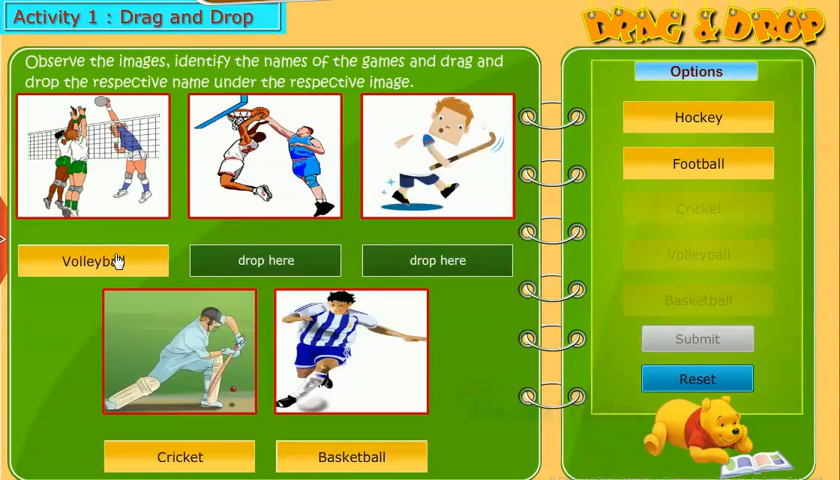 Activity 1 : Drag and Drop
DRAG & DROP
Observe the images, identify the names of the games and drag and
drop the respective name under the respective image.
Volleyball
drop here
drop here
Cricket
Basketball
Options
Hockey
Football
Cricket
Volleyball
Basketball
Submit
Reset